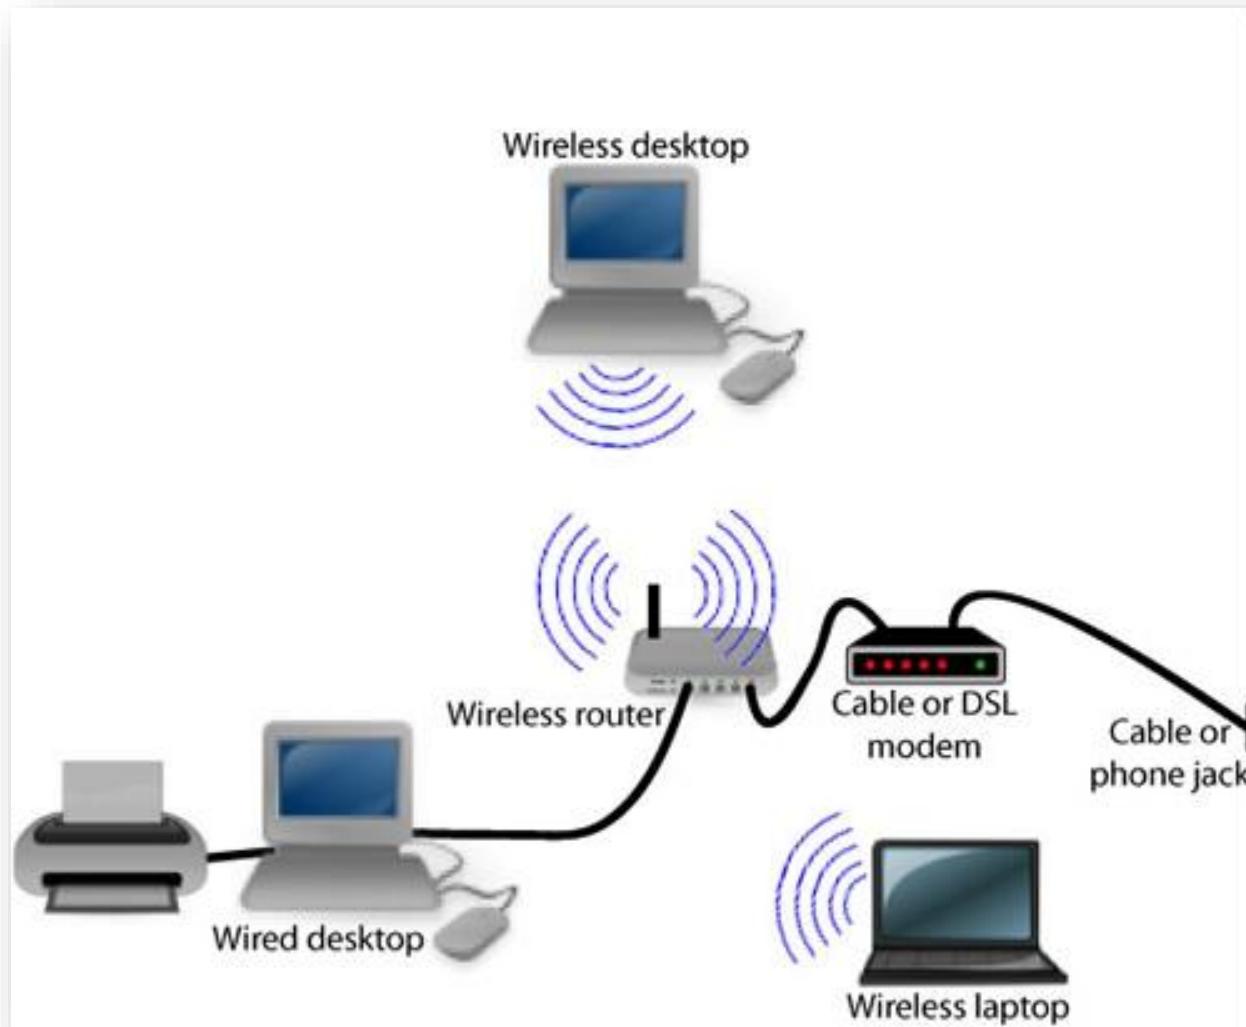 Wireless desktop
Wireless router
Cable or DSL
modem
Cable or
phone jack
Wired desktop
Wireless laptop